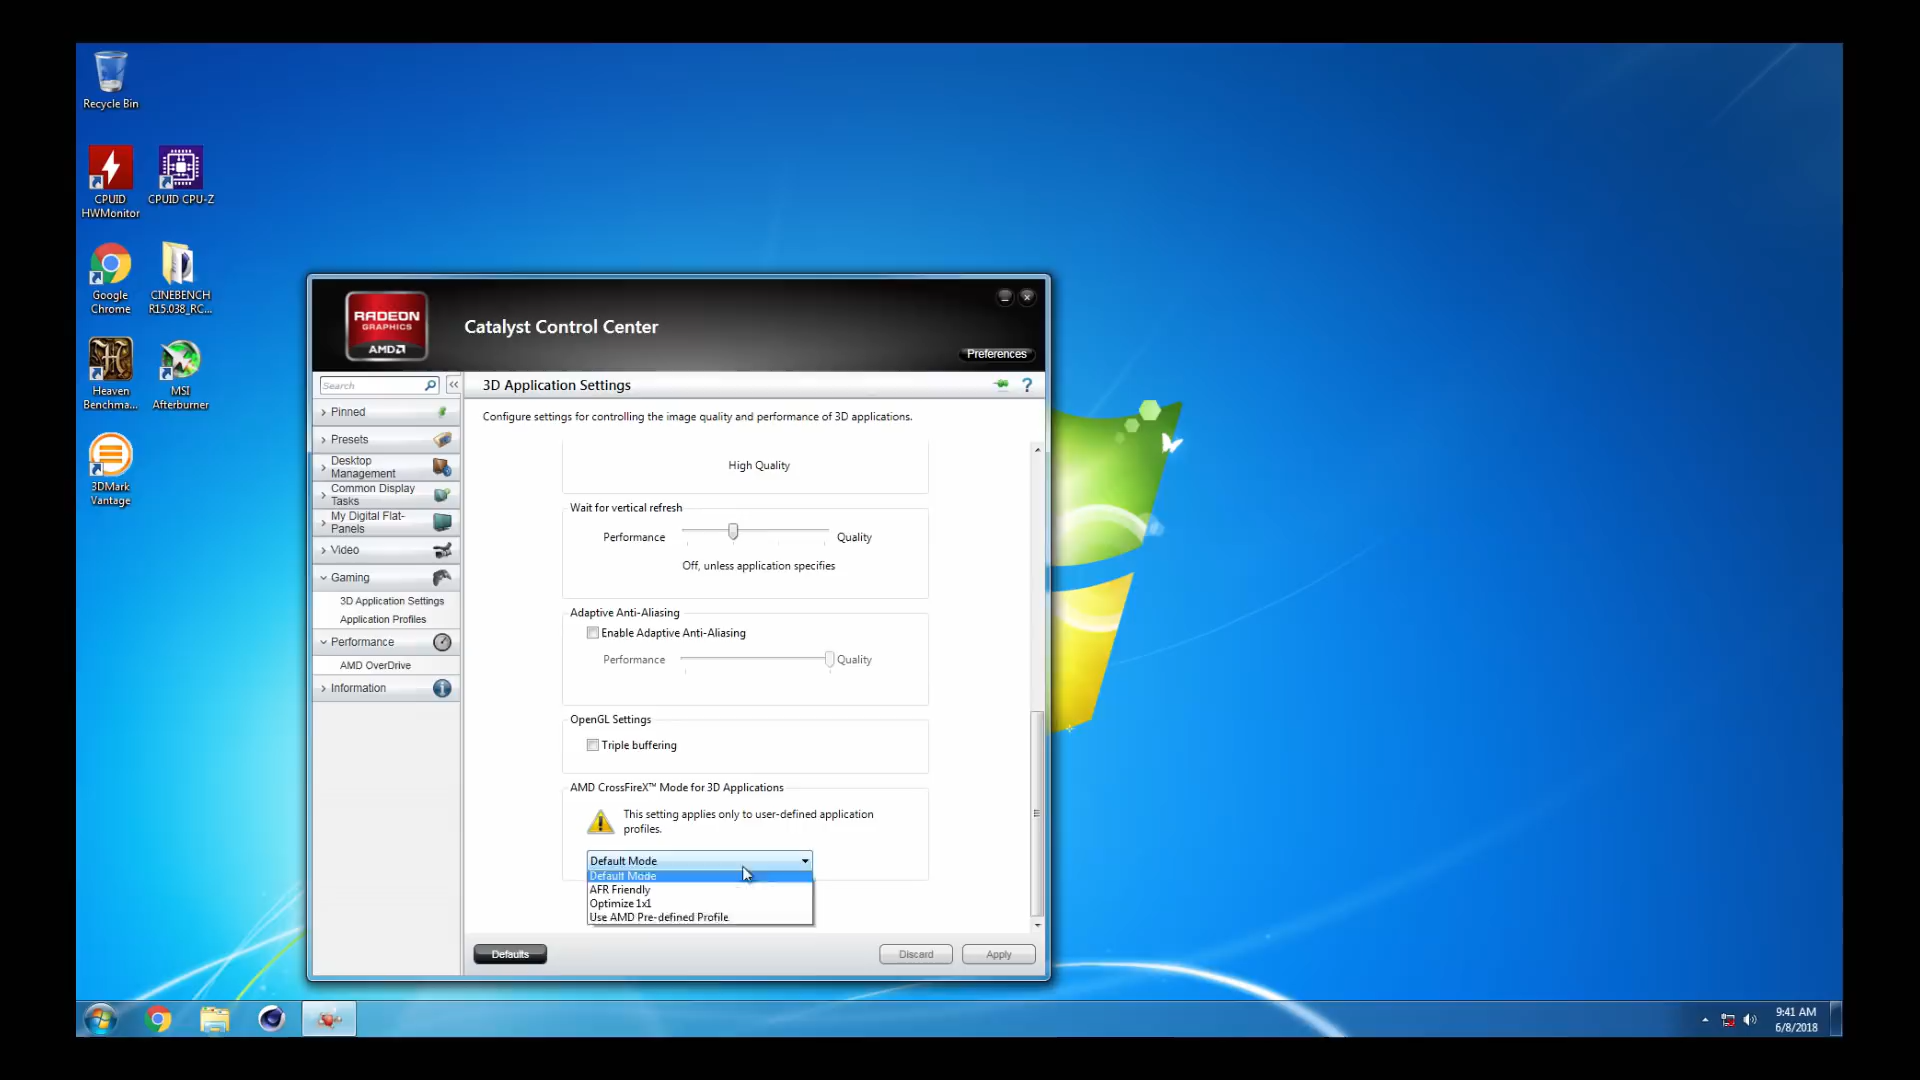 Recycle Bin
CPUID
HWMonitor
CPUID CPU-Z
Google
Chrome
CINEBENCH
R15.038_RC...
Heaven
Benchma...
MSI
Afterburner
3DMark
Vantage
RADEON
GRAPHICS
AMD
Catalyst Control Center
Preferences
Search
3D Application Settings
?
Configure settings for controlling the image quality and performance of 3D applications.
Pinned
Presets
Desktop
Management
Common Display
Tasks
My Digital Flat-
Panels
Video
Gaming
3D Application Settings
Application Profiles
Performance
AMD OverDrive
Information
High Quality
Wait for vertical refresh
Performance
Quality
Off, unless application specifies
Adaptive Anti-Aliasing
Enable Adaptive Anti-Aliasing
Performance
Quality
OpenGL Settings
Triple buffering
AMD CrossFireX™ Mode for 3D Applications
This setting applies only to user-defined application
profiles.
Default Mode
Default Mode
AFR Friendly
Optimize 1x1
Use AMD Pre-defined Profile
Defaults
Discard
Apply
9:41 AM
6/8/2018